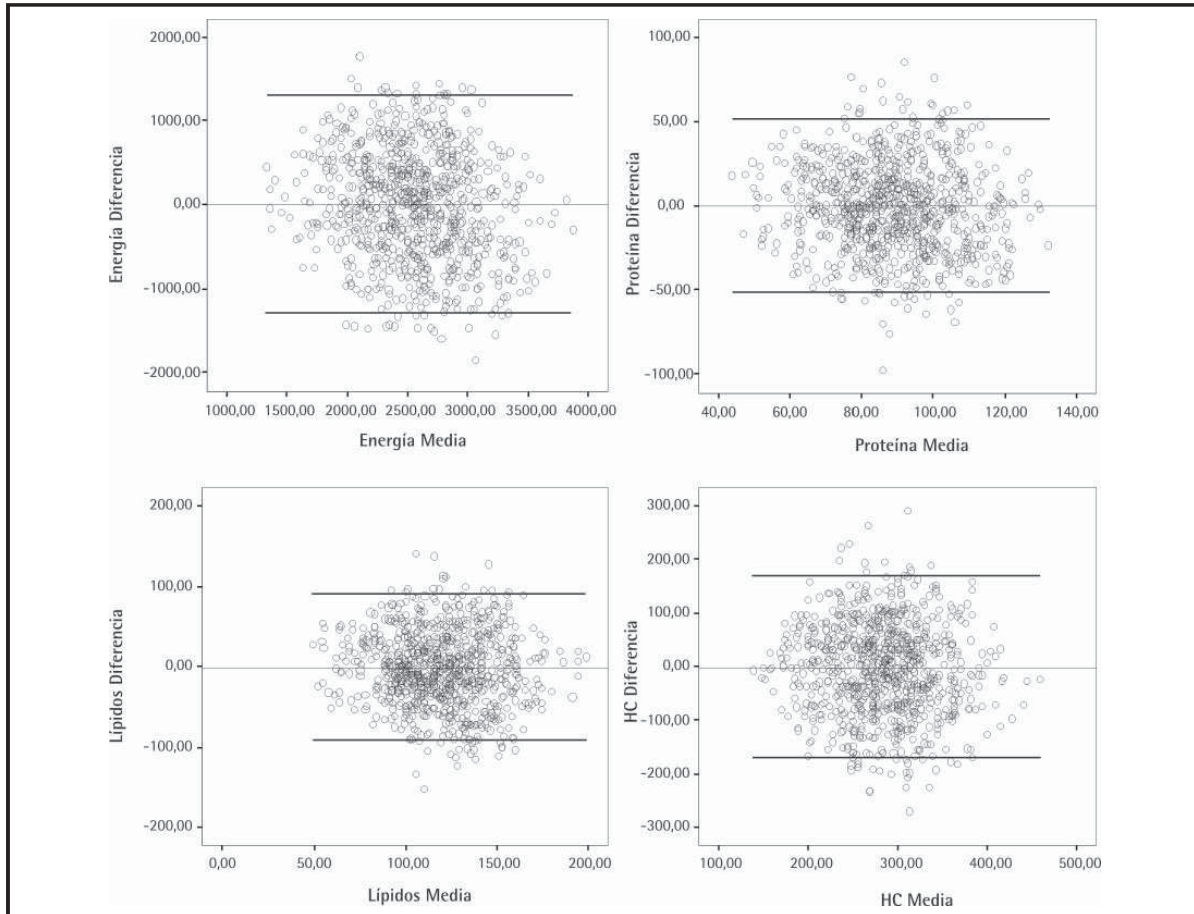 2000,00
1000,00
0,00
-1000,00
-2000,00
Energía Diferencia
1000,00 1500,00 2000,00 2500,00 3000,00 3500,00 4000,00
Energía Media
100,00
50,00
0,00
-50,00
-100,00
Proteína Diferencia
40,00 60,00 80,00 100,00 120,00 140,00
Proteína Media
200,00
100,00
0,00
-100,00
-200,00
Lípidos Diferencia
0,00 50,00 100,00 150,00 200,00
Lípidos Media
300,00
200,00
100,00
0,00
-100,00
-200,00
-300,00
HC Diferencia
100,00 200,00 300,00 400,00 500,00
HC Media